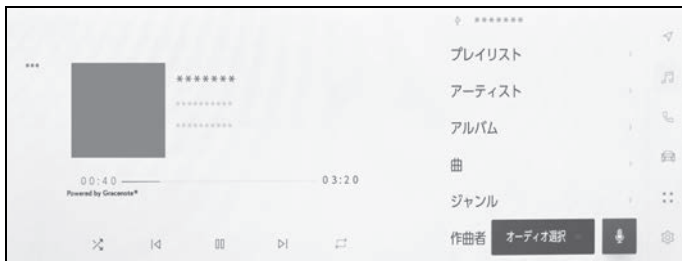 *******
**********
**********
00:40
03:20
Powered by Gracenote®
*******
プレイリスト
アーティスト
アルバム
曲
ジャンル
作曲者
オーディオ選択